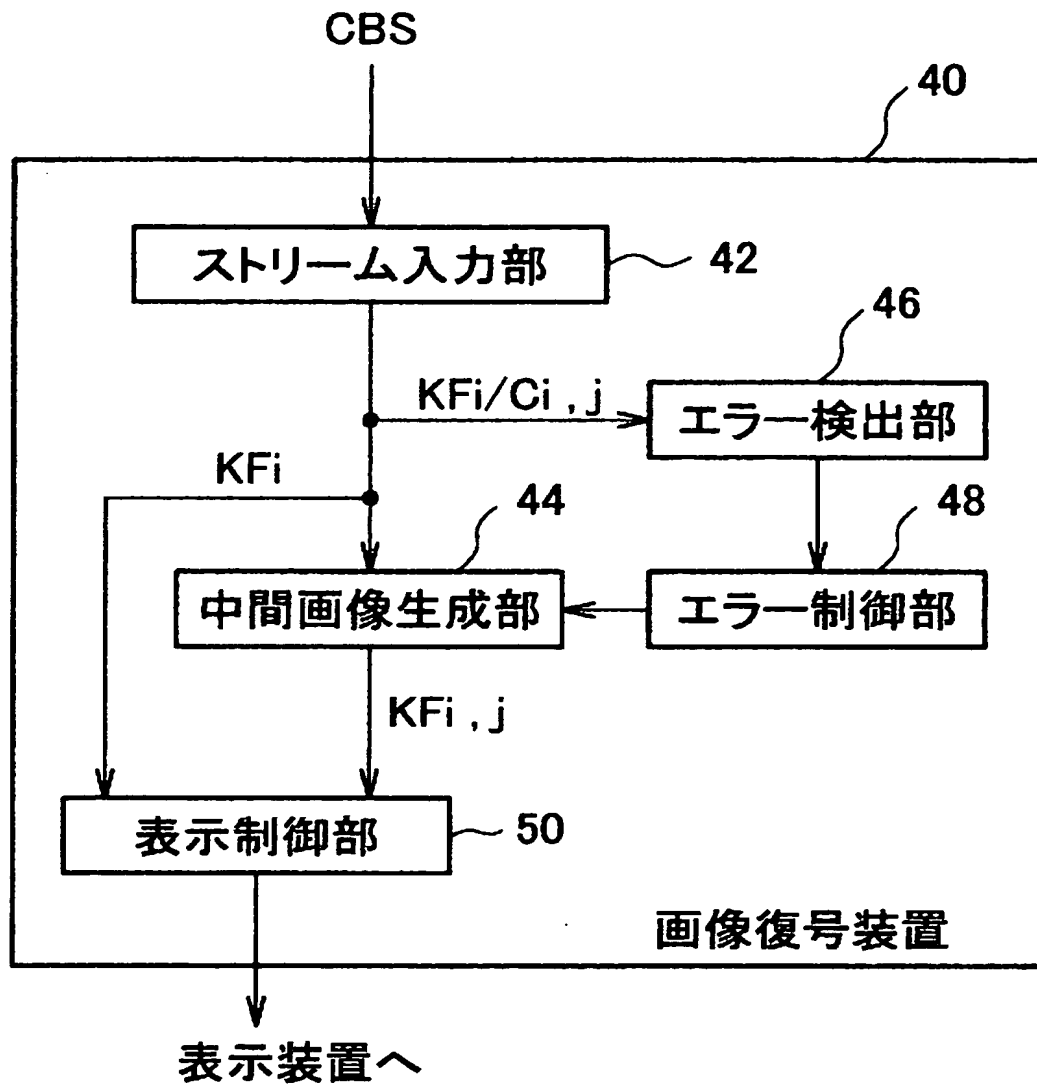 CBS
40
ストリーム入力部
42
46
KFi/Ci , j
エラー検出部
KFi
44
48
中間画像生成部
エラー制御部
KFi , j
表示制御部
50
画像復号装置
表示装置へ